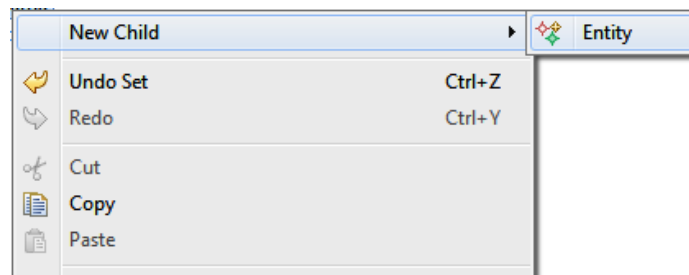 New Child
Entity
Undo Set Ctrl+Z
Redo Ctrl+Y
Cut
Copy
Paste